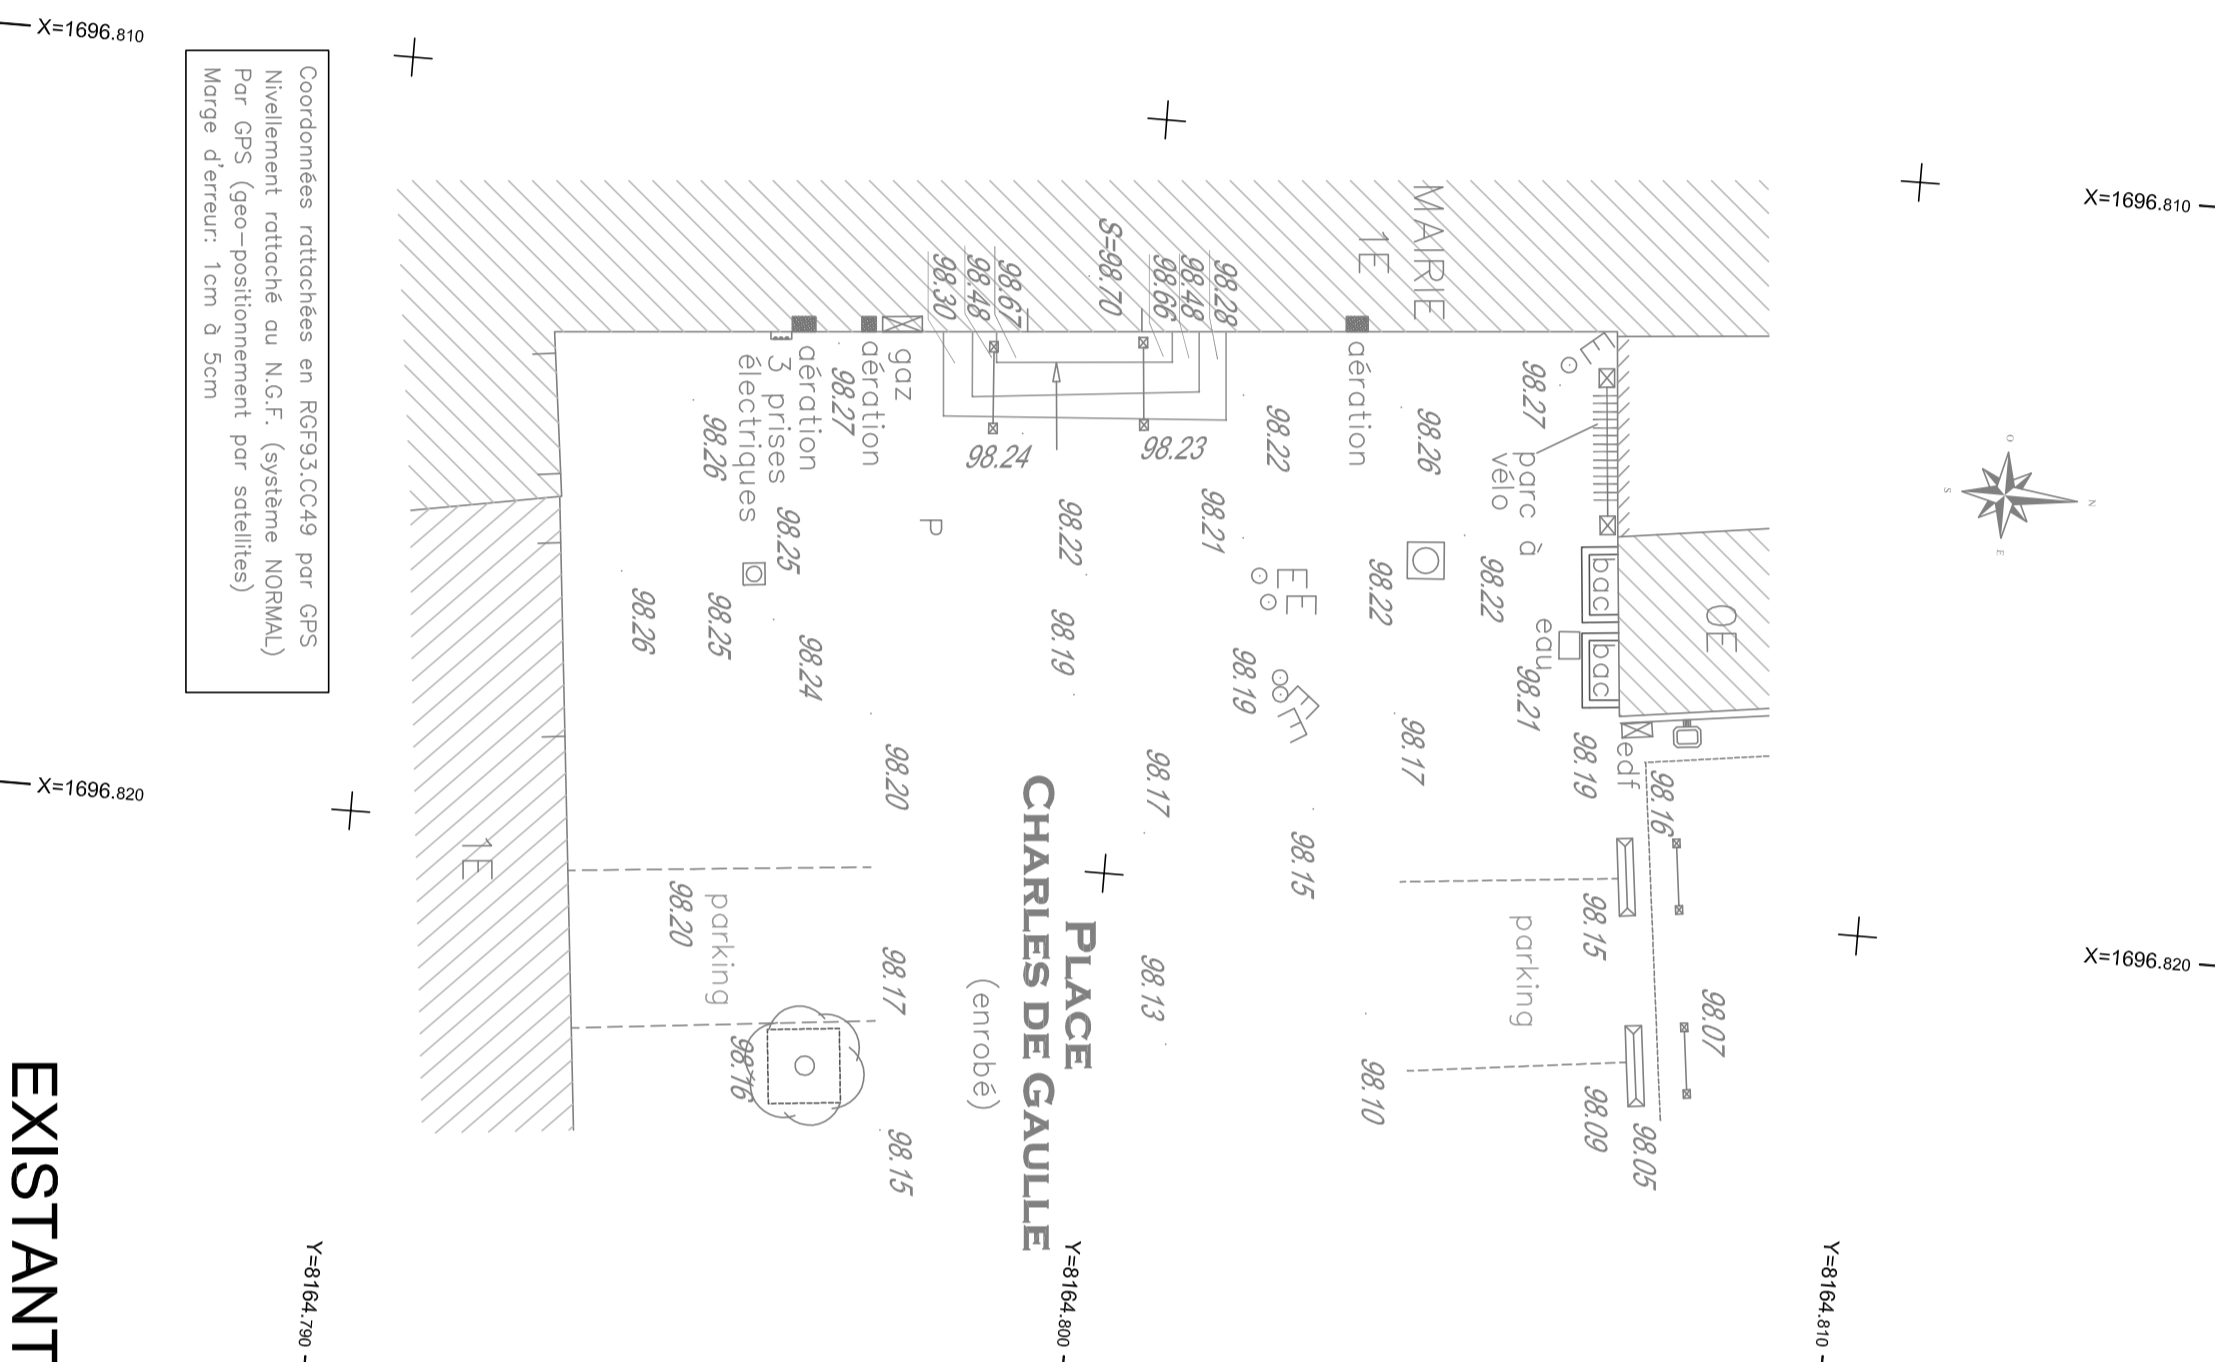 X=1696.810
X=1696.810
X=1696.820
X=1696.820
Y=8164.790
Y=8164.800
Y=8164.810
Coordonnées rattachées en RGF93.CC49 par GPS
Nivellement rattaché au N.G.F. (système NORMAL)
Par GPS (geo-positionnement par satellites)
Marge d'erreur: 1cm à 5cm
EXISTANT
MAIRIE
1E
S=98.70
98.28
98.48
98.66
98.67
98.48
98.30
aération
gaz
aération
aération
3 prises
électriques
98.27
98.26
98.25
98.25
98.26
98.24
98.24
98.23
98.22
98.26
98.27
E
parc à
vélo
98.22
98.21
98.22
98.22
P
98.19
E
E
98.19
E
E
bac
bac
eau
98.21
0E
edf
98.19
98.16
98.17
98.17
98.20
98.15
98.15
parking
98.07
98.09
98.05
98.10
98.13
98.17
98.15
parking
98.20
98.16
1E
PLACE
CHARLES DE GAULLE
(enrobé)
N
O
S
E